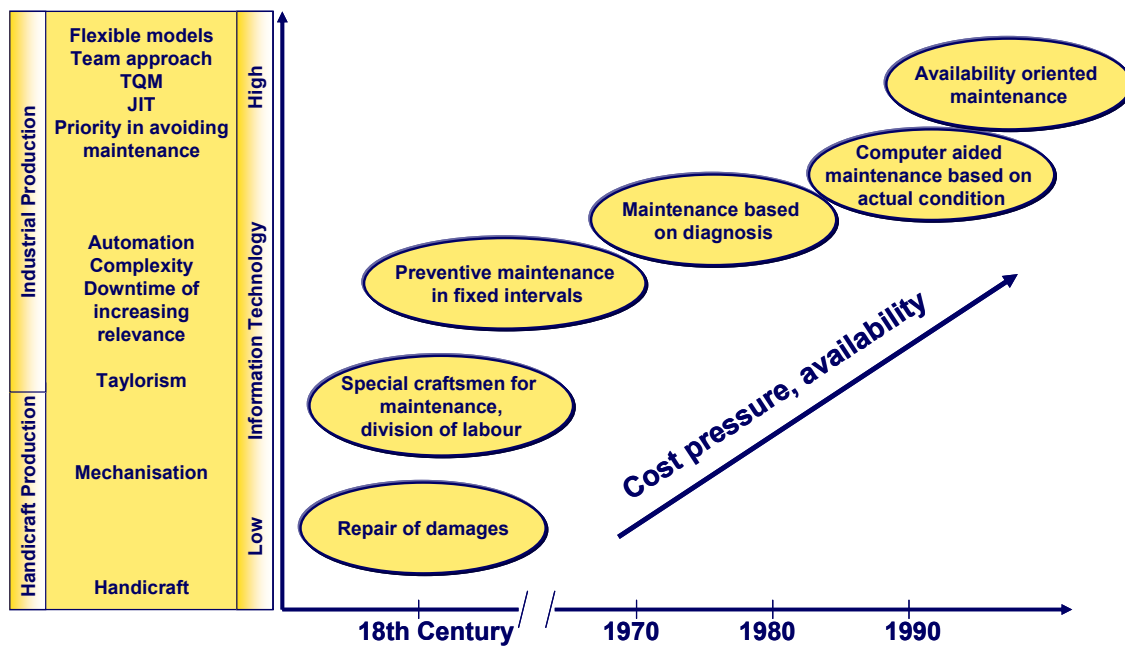 Industrial Production
Handicraft Production
Flexible models
Team approach
TQM
JIT
Priority in avoiding
maintenance
Automation
Complexity
Downtime of
increasing
relevance
Taylorism
Mechanisation
Handicraft
High
Information Technology
Low
Availability oriented
maintenance
Computer aided
maintenance based on
actual condition
Maintenance based
on diagnosis
Preventive maintenance
in fixed intervals
Special craftsmen for
maintenance,
division of labour
Repair of damages
Cost pressure, availability
18th Century
1970
1980
1990